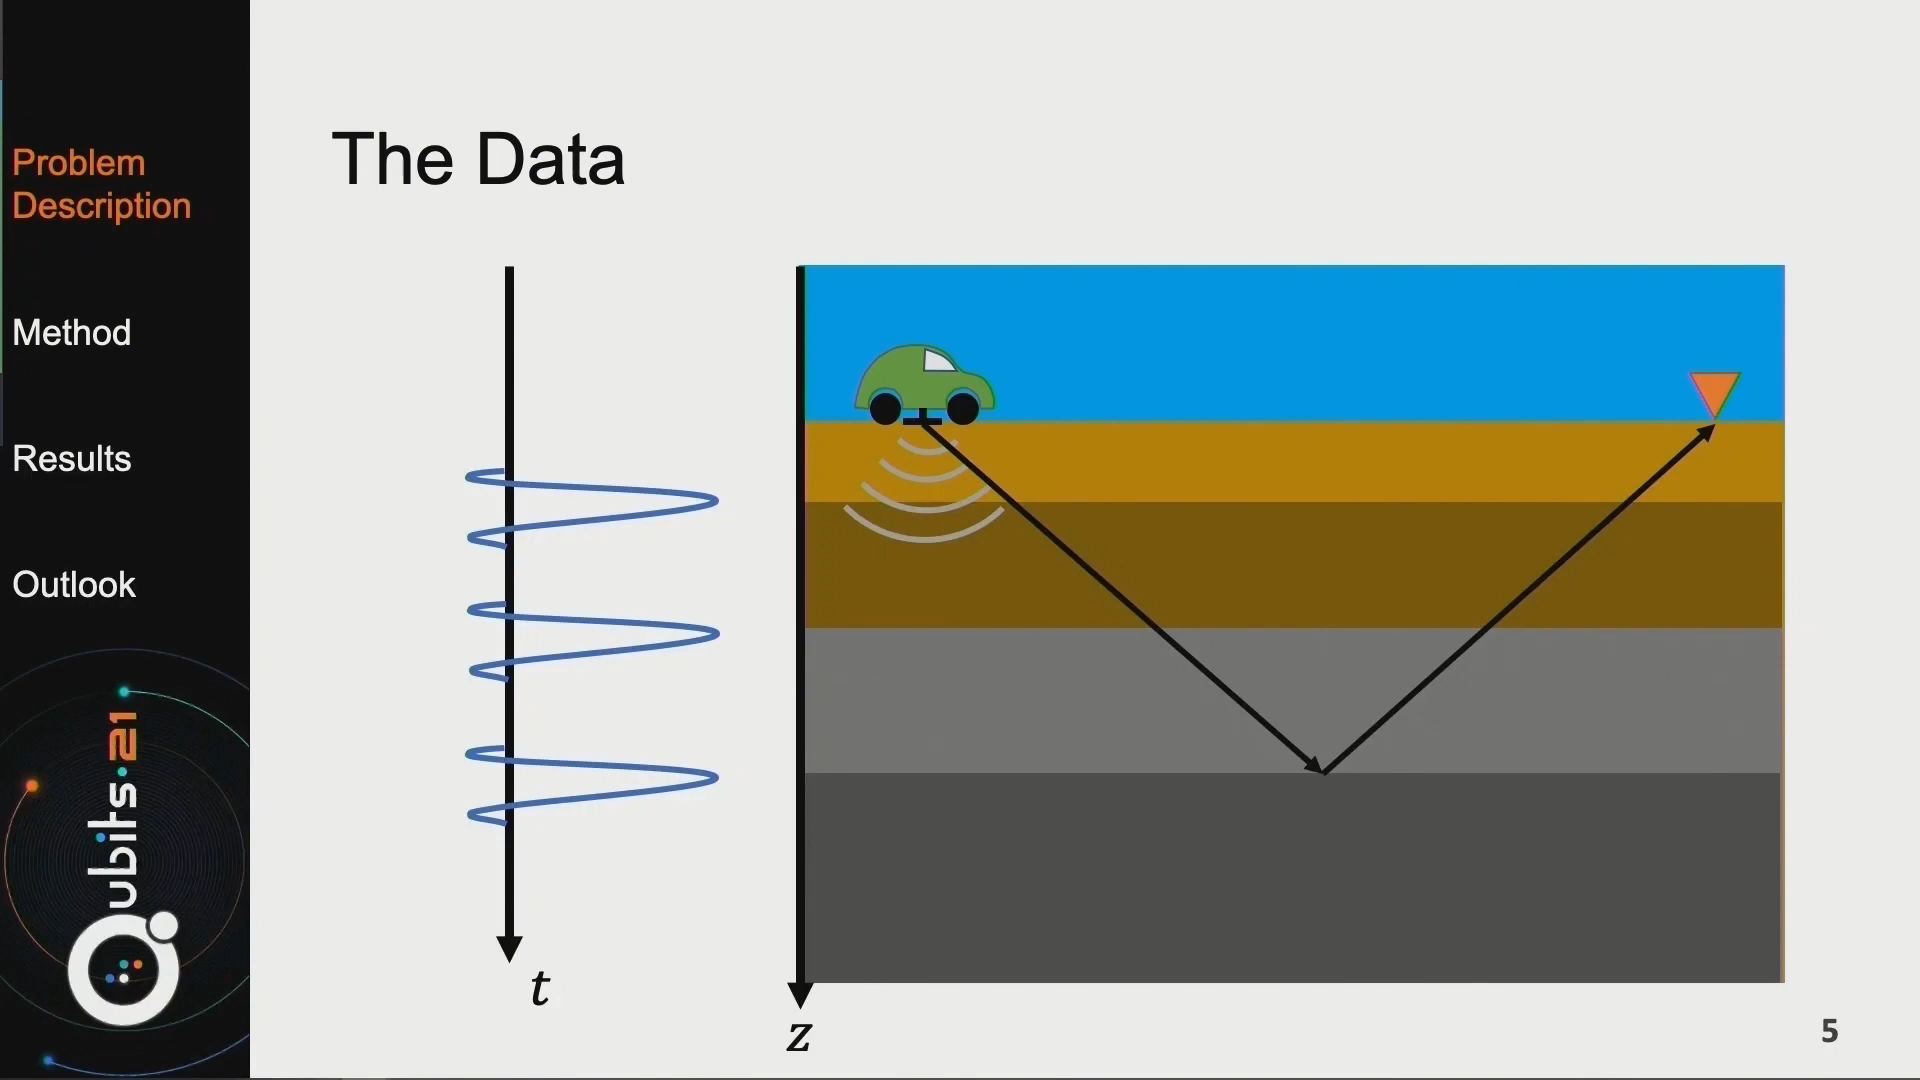 Problem
Description
Method
Results
Outlook
Qubits.21
The Data
t
z
5